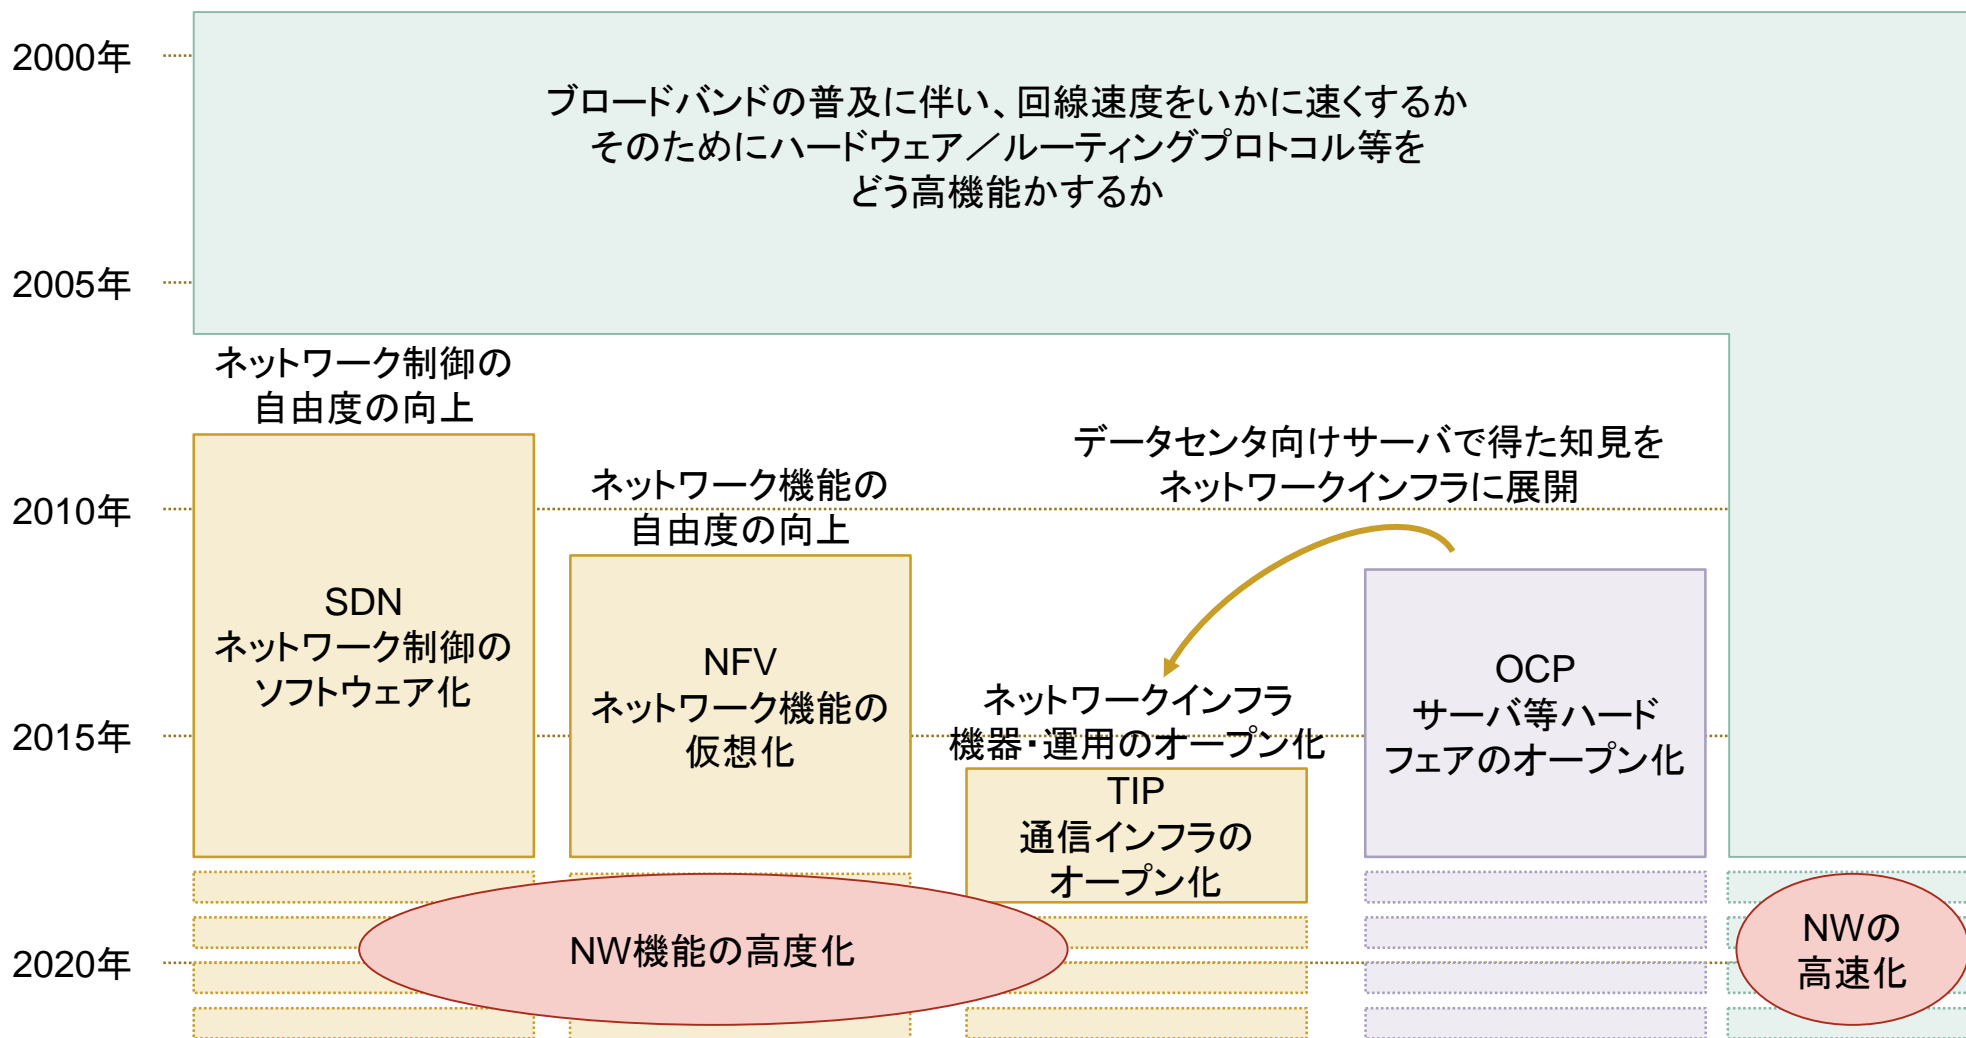 2000年
ブロードバンドの普及に伴い、回線速度をいかに速くするか
そのためにハードウェア／ルーティングプロトコル等を
どう高機能かするか
2005年
ネットワーク制御の
自由度の向上
データセンタ向けサーバで得た知見を
ネットワークインフラに展開
ネットワーク機能の
自由度の向上
2010年
SDN
ネットワーク制御の
ソフトウェア化
NFV
ネットワーク機能の
仮想化
ネットワークインフラ
機器・運用のオープン化
TIP
通信インフラの
オープン化
OCP
サーバ等ハード
フェアのオープン化
2015年
NW機能の高度化
NWの
高速化
2020年